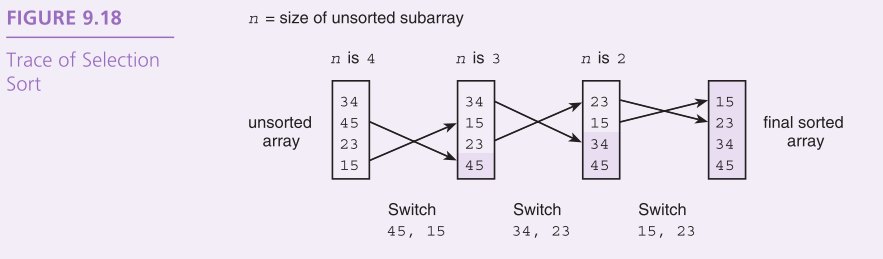 FIGURE 9.18
Trace of Selection
Sort
n = size of unsorted subarray
n is 4
n is 3
n is 2
unsorted
array
34
45
23
15
34
15
23
45
23
15
34
45
15
23
34
45
final sorted
array
Switch
45, 15
Switch
34, 23
Switch
15, 23